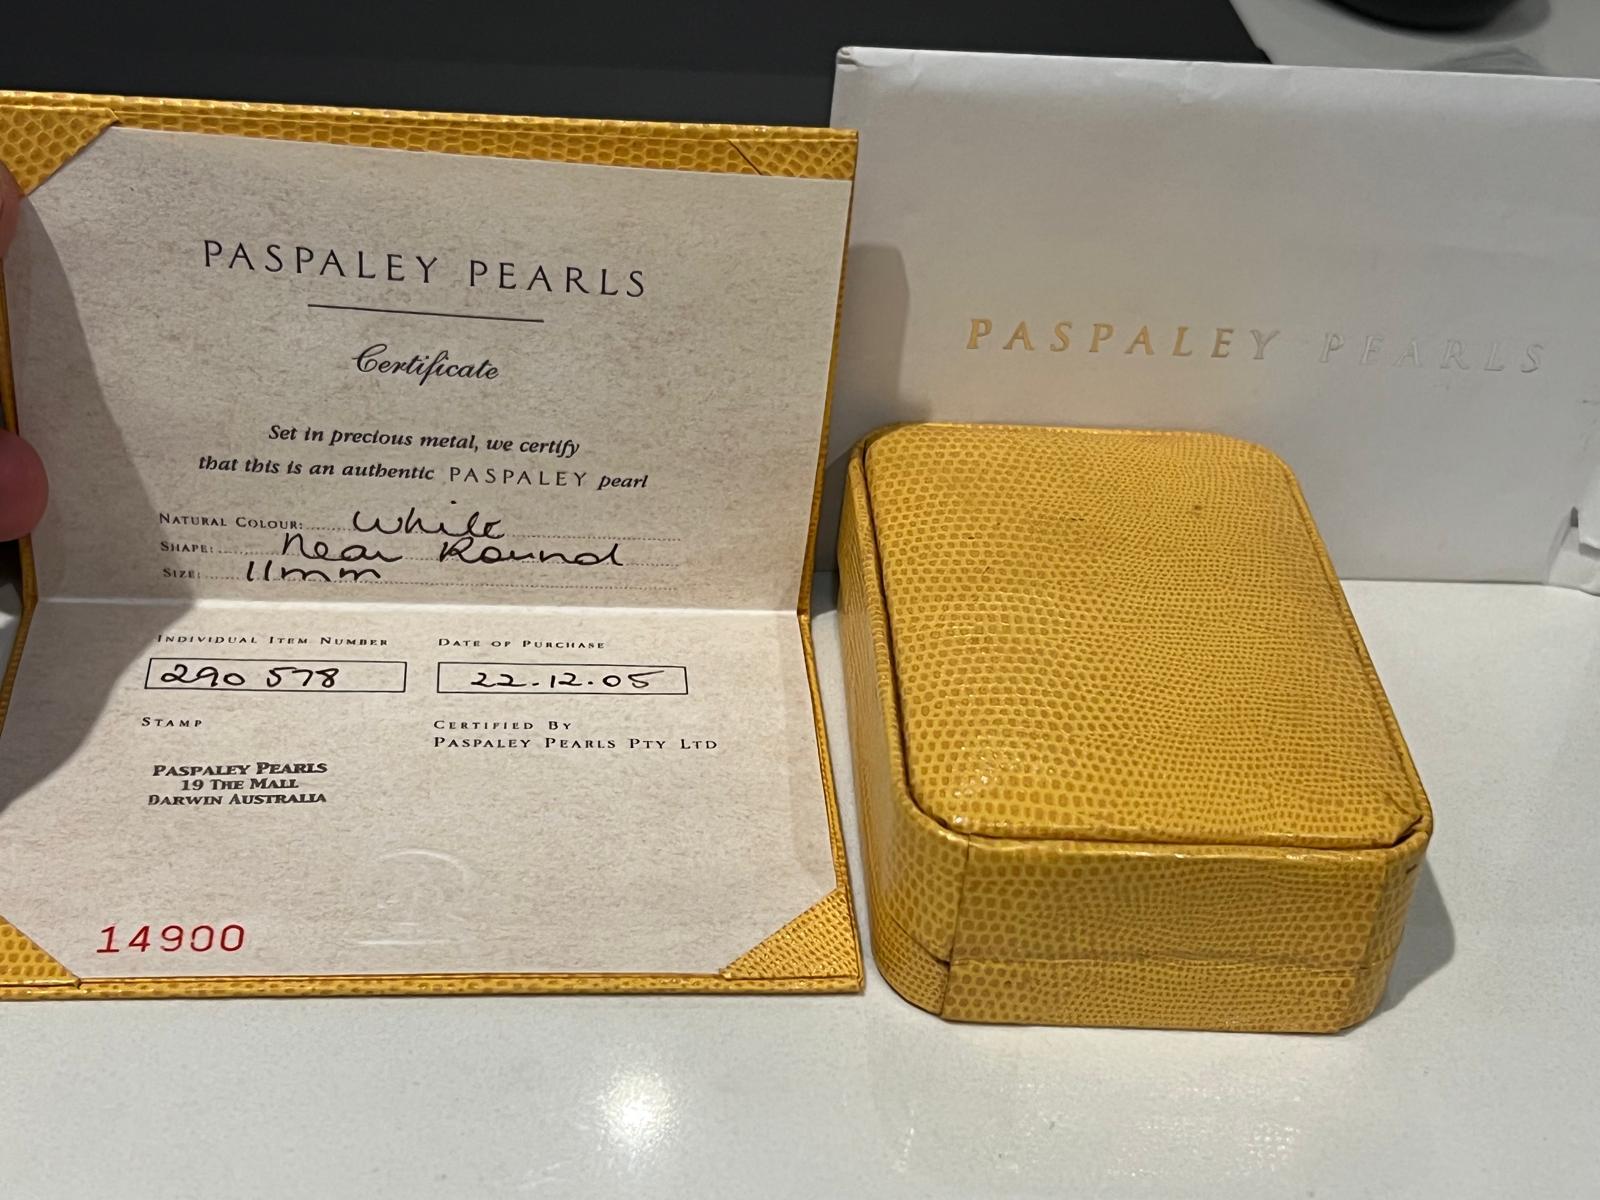 PASPALEY PEARLS
Certificate
Set in precious metal, we certify
that this is an authentic PASPALEY pearl
NATURAL COLOUR: White
SHAPE: Near Round
SIZE: 11mm
INDIVIDUAL ITEM NUMBER
290 578
DATE OF PURCHASE
22.12.05
STAMP
PASPALEY PEARLS
19 THE MALL
DARWIN AUSTRALIA
CERTIFIED BY
PASPALEY PEARLS PTY LTD
14900
PASPALEY PEARLS